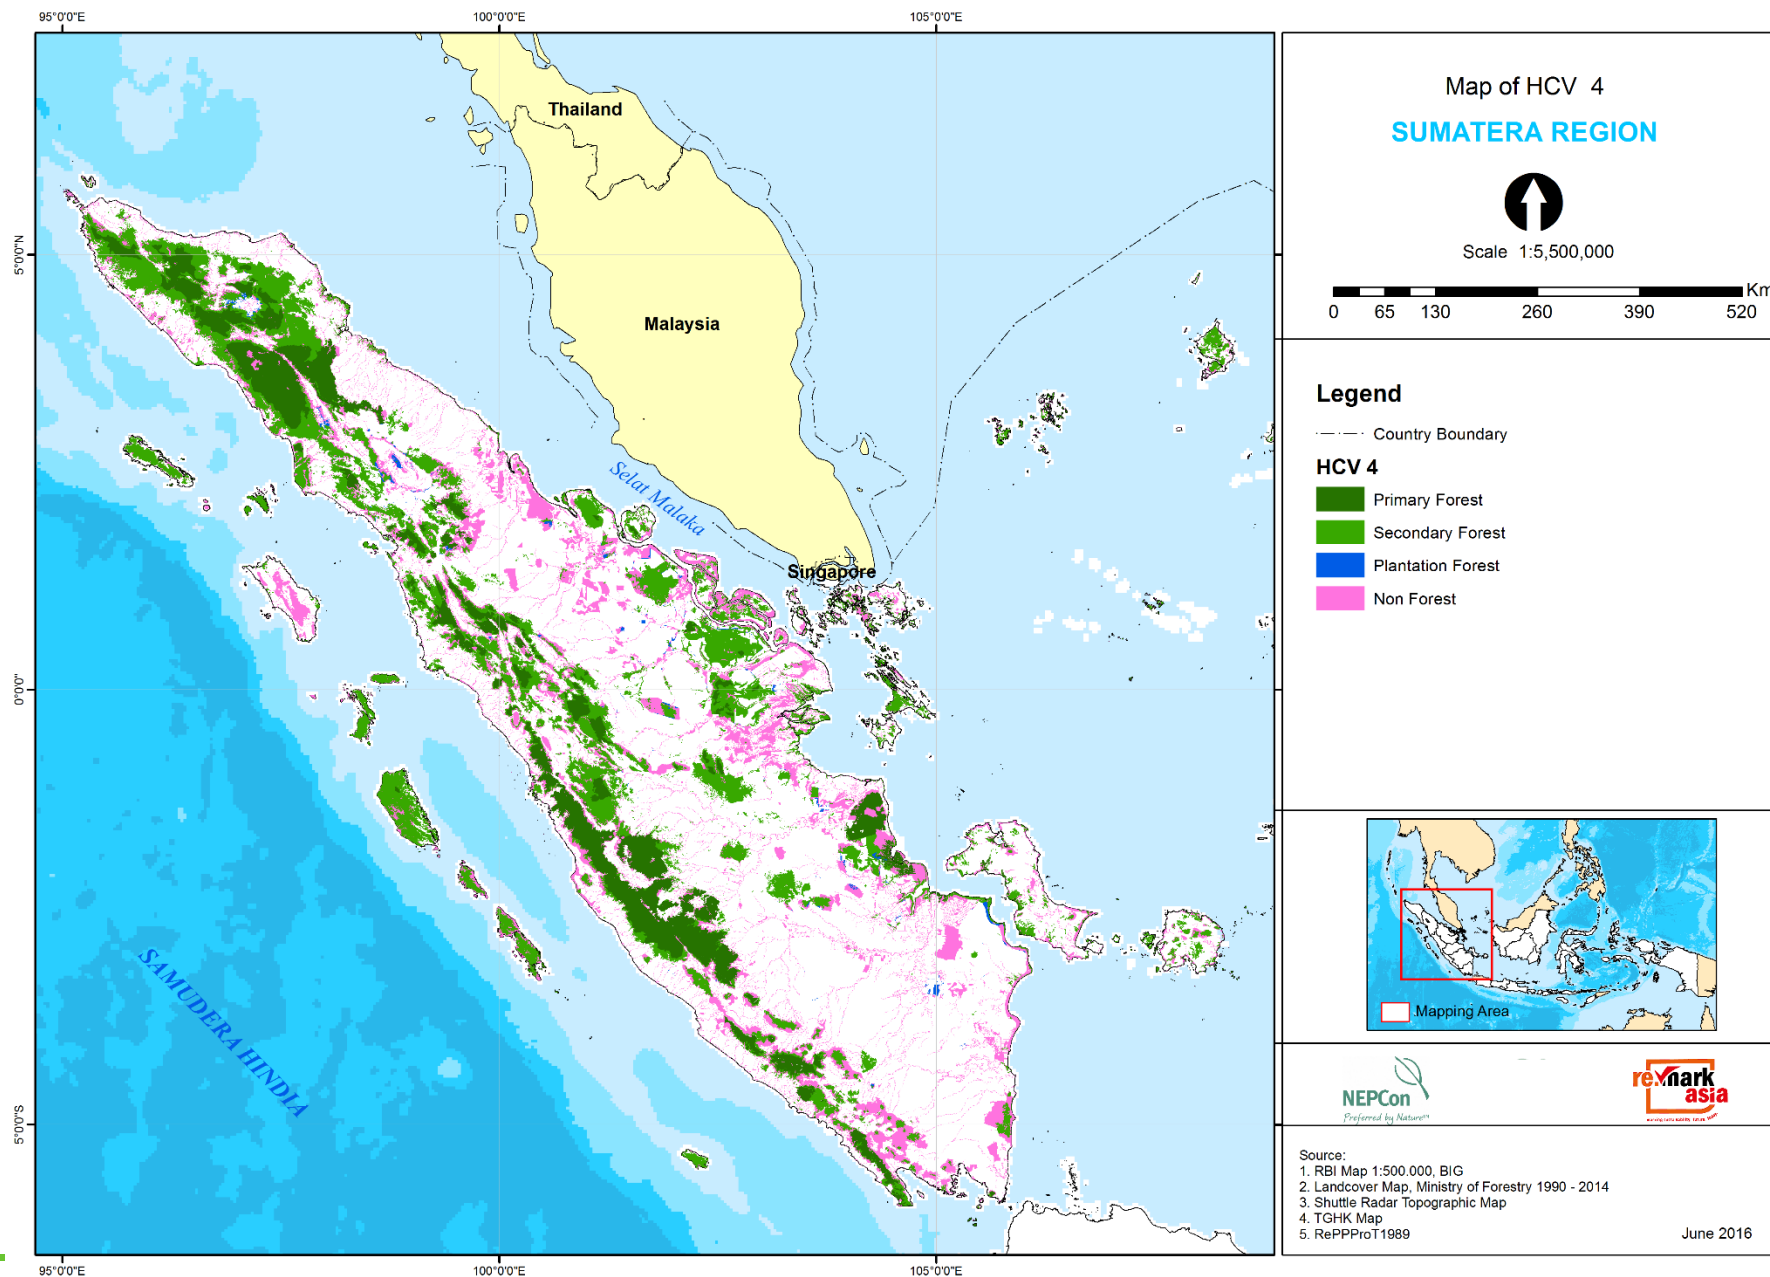 95°0'0"E
100°0'0"E
105°0'0"E
5°0'0"N
0°0'0"
5°0'0"S
Thailand
Malaysia
Singapore
Selat Malaka
SAMUDERA HINDIA
95°0'0"E
100°0'0"E
105°0'0"E
Map of HCV 4
SUMATERA REGION
Scale 1:5,500,000
Km
0 65 130 260 390 520
Legend
Country Boundary
HCV 4
Primary Forest
Secondary Forest
Plantation Forest
Non Forest
Mapping Area
NEPCon
Preferred by Nature™
re mark
asia
Source:
1. RBI Map 1:500.000, BIG
2. Landcover Map, Ministry of Forestry 1990 - 2014
3. Shuttle Radar Topographic Map
4. TGHK Map
5. RePPProT1989
June 2016